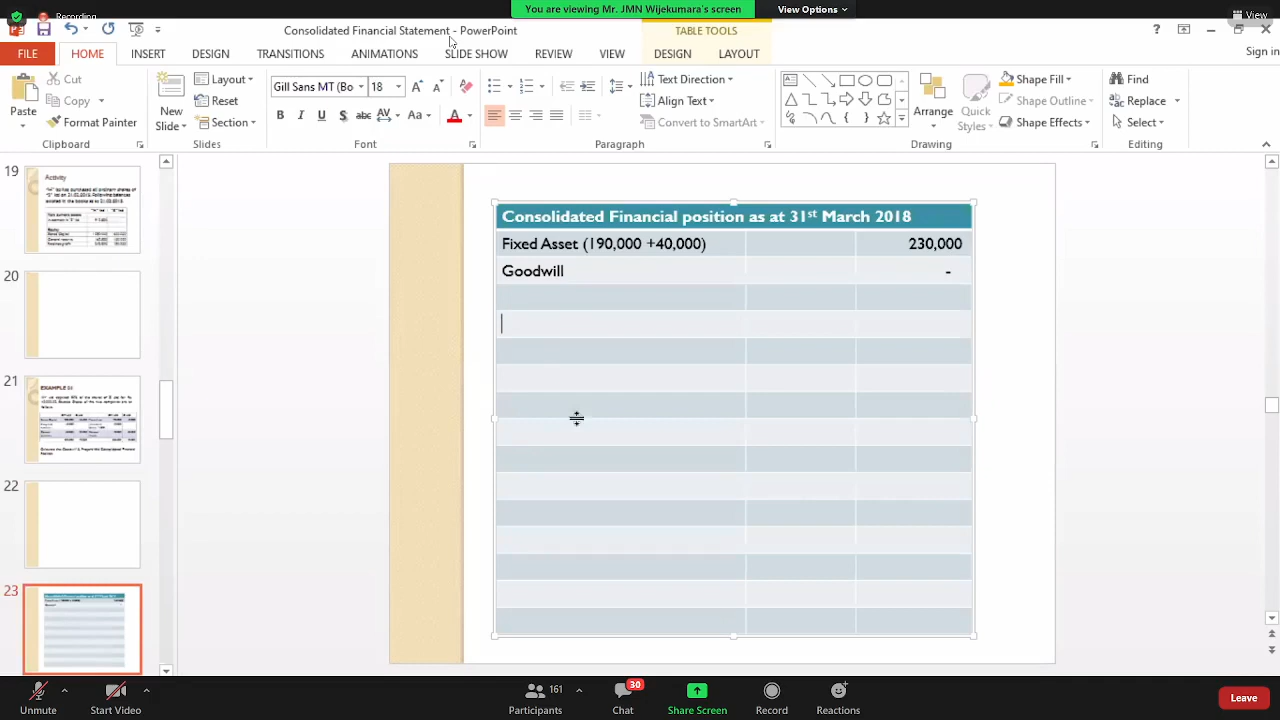 You are viewing Mr. JMN Wijekumara's screen
View Options
View
Consolidated Financial Statement - PowerPoint
TABLE TOOLS
Sign in
FILE HOME INSERT DESIGN TRANSITIONS ANIMATIONS SLIDE SHOW REVIEW VIEW DESIGN LAYOUT
Paste
Cut
Copy
Format Painter
Clipboard
New
Slide
Layout
Reset
Section
Slides
Gill Sans MT (Bo
18
Font
Text Direction
Align Text
Convert to SmartArt
Paragraph
Arrange
Quick
Styles
Shape Fill
Shape Outline
Shape Effects
Drawing
Find
Replace
Select
Editing
19
Activity
20
21
EXAMPLE 01
22
23
Consolidated Financial position as at 31st March 2018
Fixed Asset (190,000 +40,000) 230,000
Goodwill -
Unmute
Start Video
161
Participants
30
Chat
Share Screen
Record
Reactions
Leave